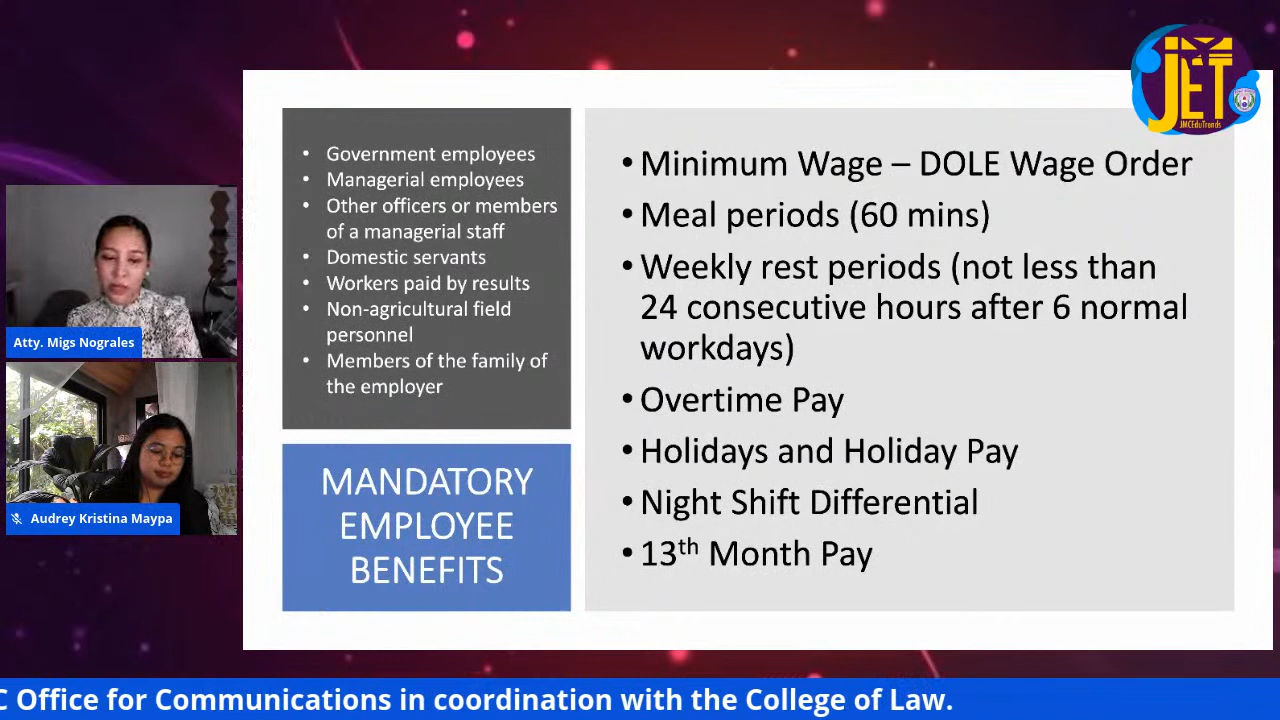 JET
JMCEduTrends
• Government employees
• Managerial employees
• Other officers or members
of a managerial staff
• Domestic servants
• Workers paid by results
• Non-agricultural field
personnel
• Members of the family of
the employer
MANDATORY
EMPLOYEE
BENEFITS
• Minimum Wage – DOLE Wage Order
• Meal periods (60 mins)
• Weekly rest periods (not less than
24 consecutive hours after 6 normal
workdays)
• Overtime Pay
• Holidays and Holiday Pay
• Night Shift Differential
• 13th Month Pay
Atty. Migs Nograles
Audrey Kristina Maypa
C Office for Communications in coordination with the College of Law.